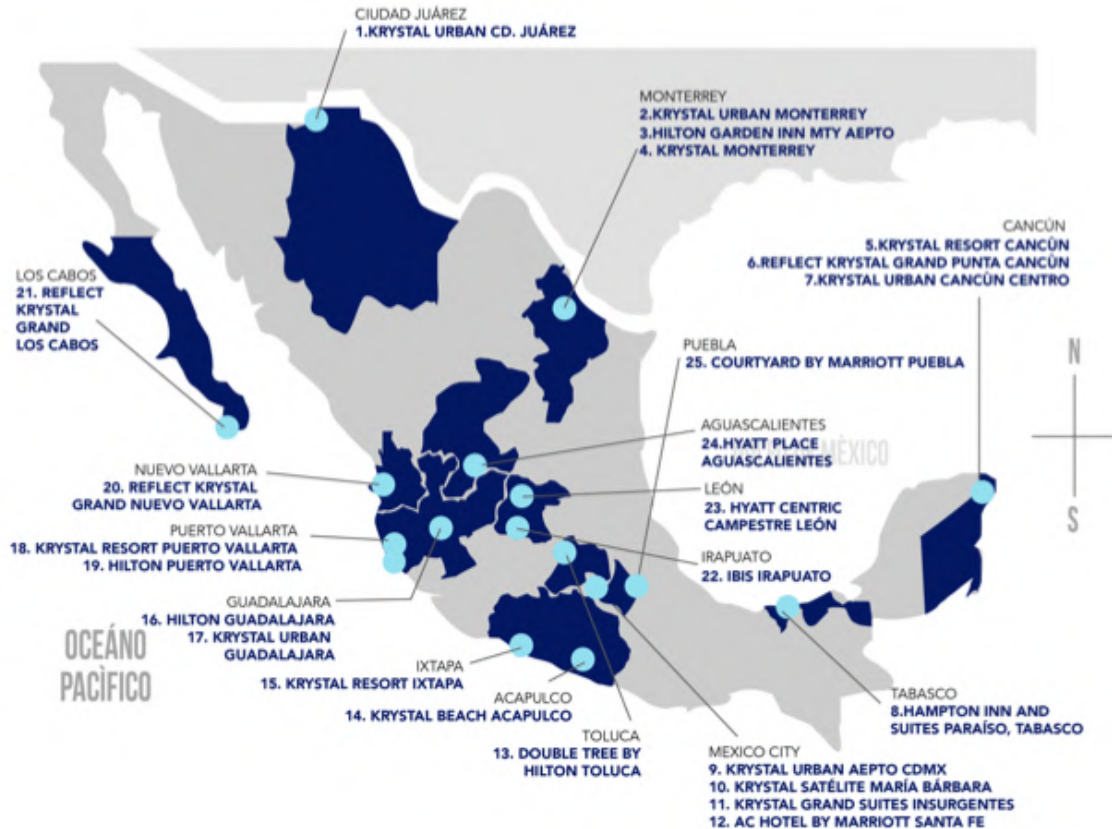 CIUDAD JUÁREZ
1.KRYSTAL URBAN CD. JUÁREZ
MONTERREY
2.KRYSTAL URBAN MONTERREY
3.HILTON GARDEN INN MTY AEPTO
4. KRYSTAL MONTERREY
CANCÚN
5.KRYSTAL RESORT CANCÙN
6.REFLECT KRYSTAL GRAND PUNTA CANCÙN
7.KRYSTAL URBAN CANCÙN CENTRO
LOS CABOS
21. REFLECT
KRYSTAL
GRAND
LOS CABOS
PUEBLA
25. COURTYARD BY MARRIOTT PUEBLA
N
S
AGUASCALIENTES
24.HYATT PLACE
AGUASCALIENTES
MÈXICO
NUEVO VALLARTA
20. REFLECT KRYSTAL
GRAND NUEVO VALLARTA
LEÓN
23. HYATT CENTRIC
CAMPESTRE LEÓN
PUERTO VALLARTA
18. KRYSTAL RESORT PUERTO VALLARTA
19. HILTON PUERTO VALLARTA
IRAPUATO
22. IBIS IRAPUATO
GUADALAJARA
16. HILTON GUADALAJARA
17. KRYSTAL URBAN
GUADALAJARA
OCEÁNO
PACÌFICO
IXTAPA
15. KRYSTAL RESORT IXTAPA
ACAPULCO
14. KRYSTAL BEACH ACAPULCO
TOLUCA
13. DOUBLE TREE BY
HILTON TOLUCA
TABASCO
8.HAMPTON INN AND
SUITES PARAÍSO, TABASCO
MEXICO CITY
9. KRYSTAL URBAN AEPTO CDMX
10. KRYSTAL SATÉLITE MARÍA BÁRBARA
11. KRYSTAL GRAND SUITES INSURGENTES
12. AC HOTEL BY MARRIOTT SANTA FE